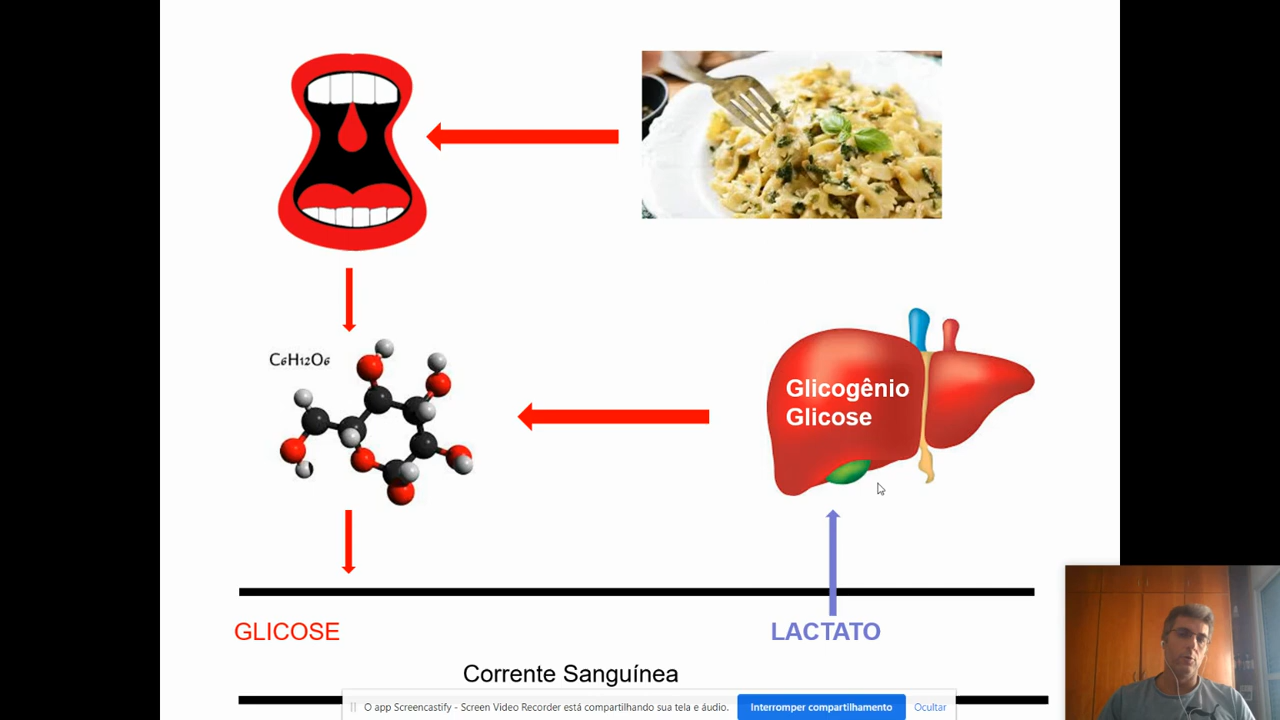 C6H12O6
Glicogênio
Glicose
GLICOSE
LACTATO
Corrente Sanguínea
O app Screencastify - Screen Video Recorder está compartilhando sua tela e áudio.
Interromper compartilhamento
Ocultar